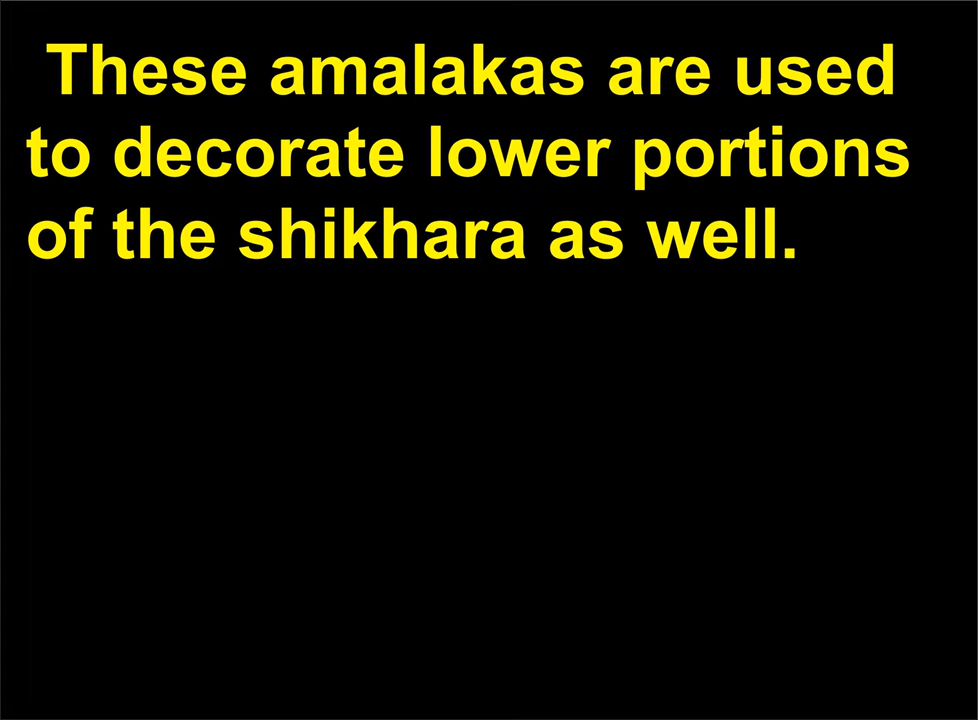 These amalakas are used
to decorate lower portions
of the shikhara as well.